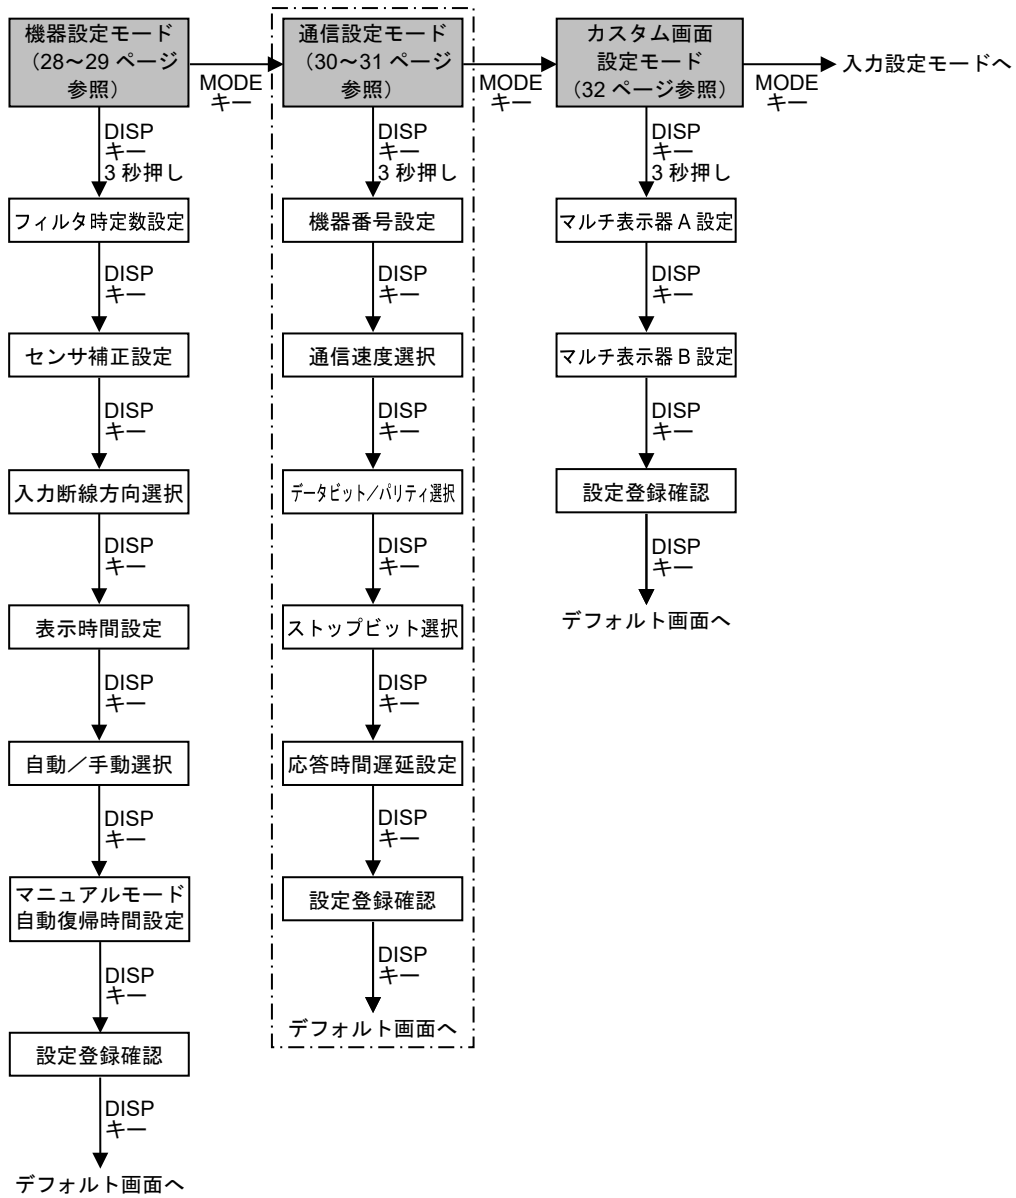 機器設定モード
（28～29 ページ
参照）
MODE
キー
通信設定モード
（30～31 ページ
参照）
MODE
キー
カスタム画面
設定モード
（32 ページ参照）
MODE
キー
入力設定モードへ
DISP
キー
3 秒押し
フィルタ時定数設定
DISP
キー
センサ補正設定
DISP
キー
入力断線方向選択
DISP
キー
表示時間設定
DISP
キー
自動／手動選択
DISP
キー
マニュアルモード
自動復帰時間設定
DISP
キー
設定登録確認
DISP
キー
デフォルト画面へ
DISP
キー
3 秒押し
機器番号設定
DISP
キー
通信速度選択
DISP
キー
データビット／パリティ選択
DISP
キー
ストップビット選択
DISP
キー
応答時間遅延設定
DISP
キー
設定登録確認
DISP
キー
デフォルト画面へ
DISP
キー
3 秒押し
マルチ表示器 A 設定
DISP
キー
マルチ表示器 B 設定
DISP
キー
設定登録確認
DISP
キー
デフォルト画面へ